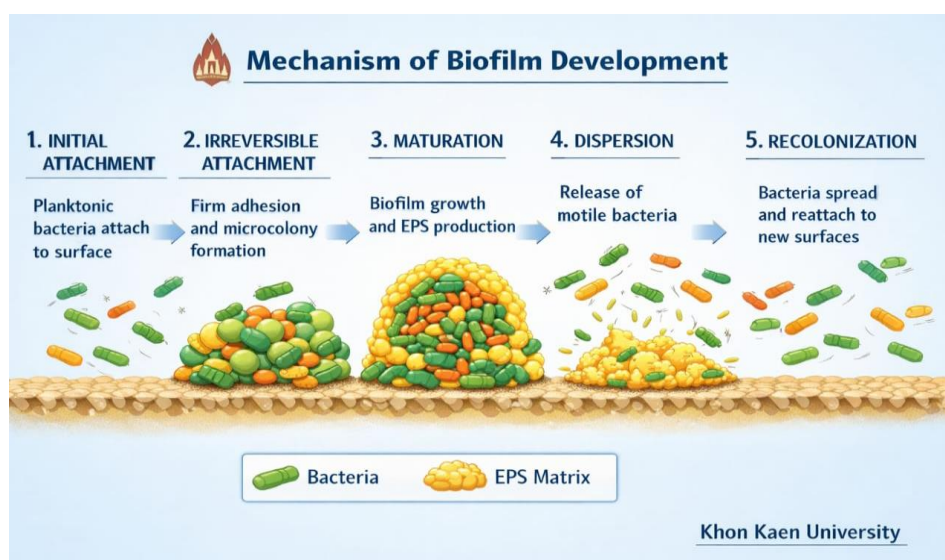 Mechanism of Biofilm Development
1. INITIAL
ATTACHMENT
Planktonic
bacteria attach
to surface
2. IRREVERSIBLE
ATTACHMENT
Firm adhesion
and microcolony
formation
3. MATURATION
Biofilm growth
and EPS production
4. DISPERSION
Release of
motile bacteria
5. RECOLONIZATION
Bacteria spread
and reattach to
new surfaces
Bacteria
EPS Matrix
Khon Kaen University